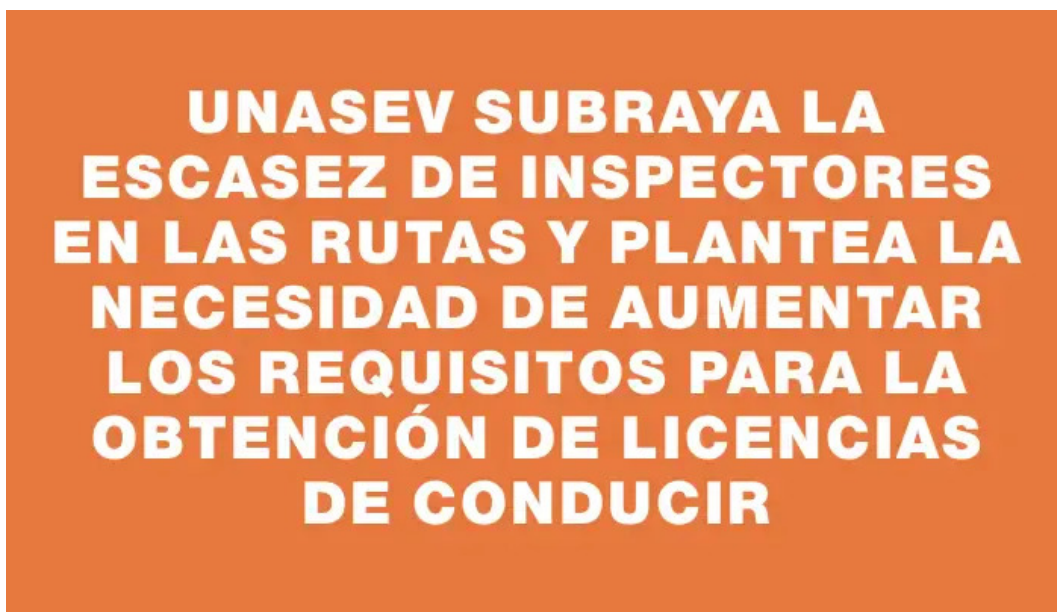 UNASEV SUBRAYA LA
ESCASEZ DE INSPECTORES
EN LAS RUTAS Y PLANTEA LA
NECESIDAD DE AUMENTAR
LOS REQUISITOS PARA LA
OBTENCIÓN DE LICENCIAS
DE CONDUCIR